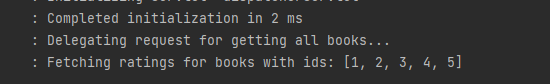 : Completed initialization in 2 ms
: Delegating request for getting all books...
: Fetching ratings for books with ids: [1, 2, 3, 4, 5]